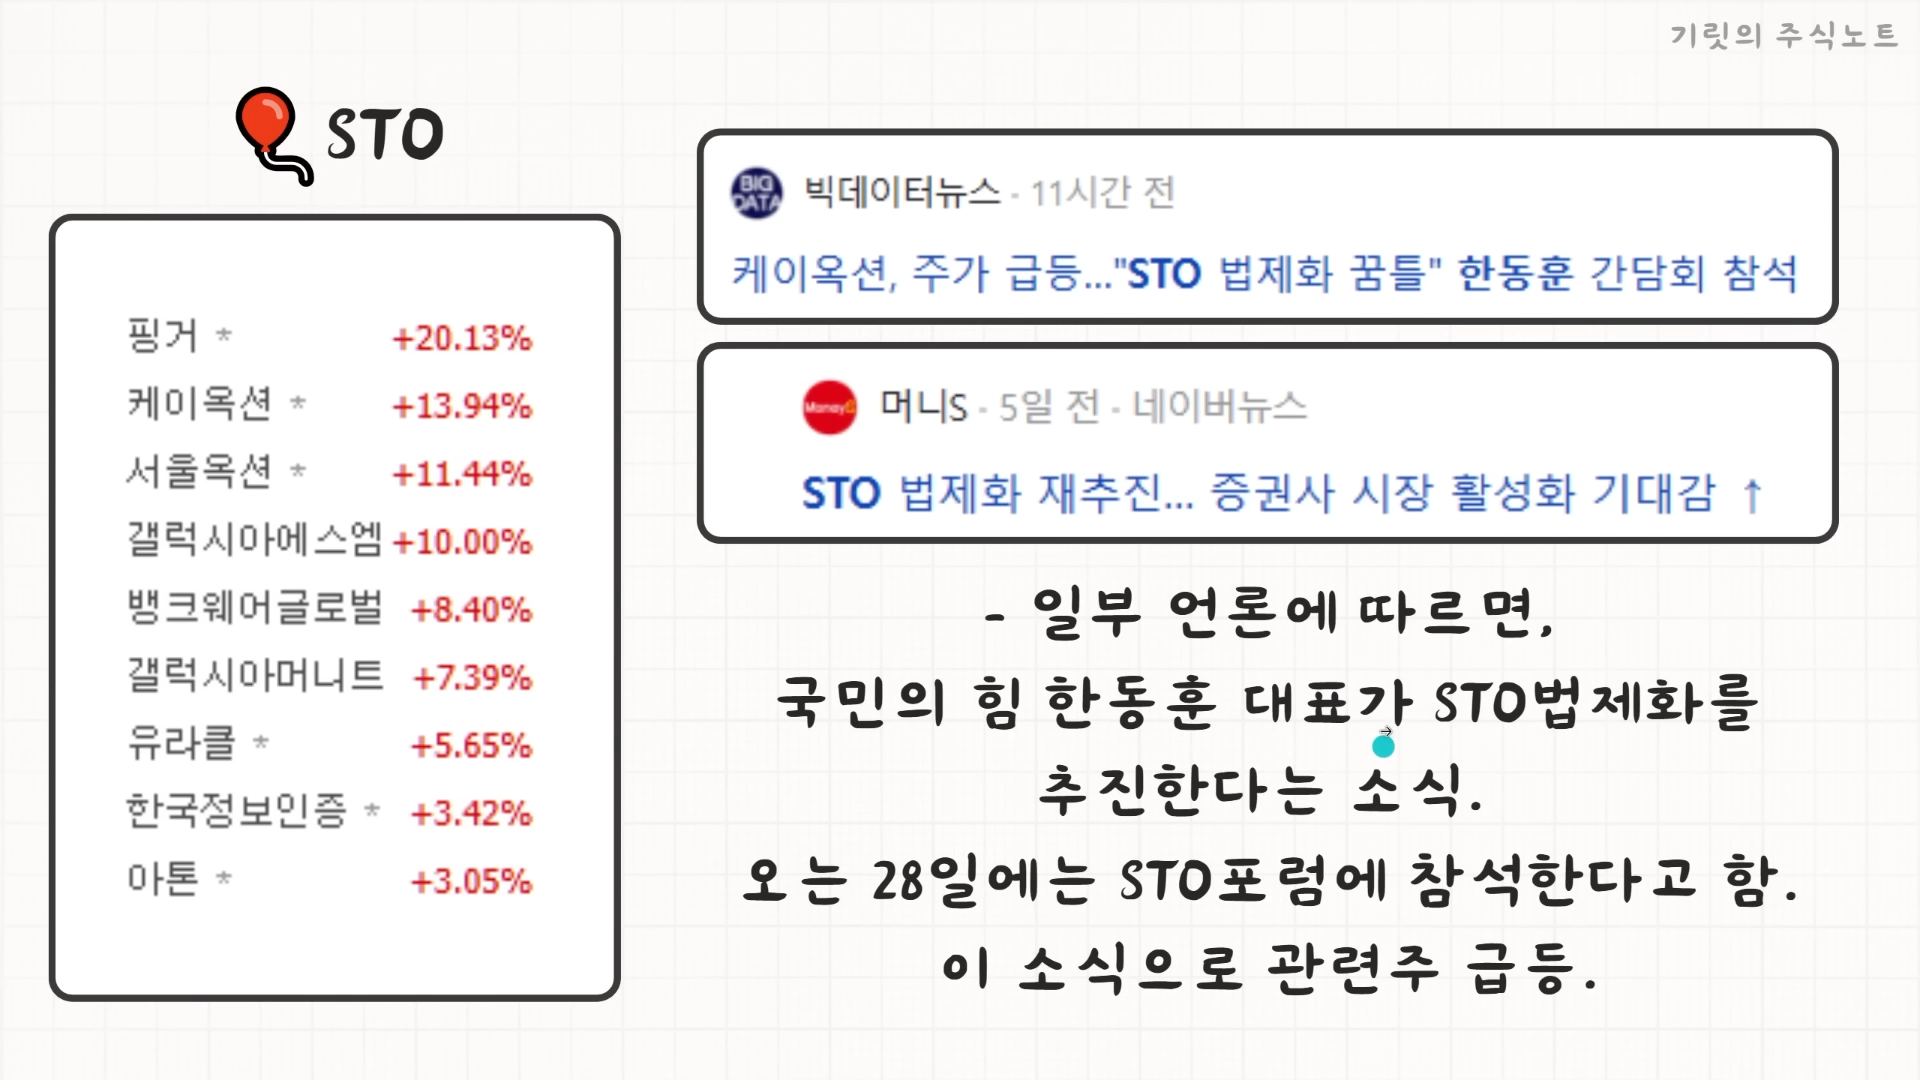 기릿의 주식노트
STO
핑거 * +20.13%
케이옥션 * +13.94%
서울옥션 * +11.44%
갤럭시아에스엠 +10.00%
뱅크웨어글로벌 +8.40%
갤럭시아머니트 +7.39%
유라클 * +5.65%
한국정보인증 * +3.42%
아톤 * +3.05%
BIG DATA
빅데이터뉴스 - 11시간 전
케이옥션, 주가 급등..."STO 법제화 꿈틀" 한동훈 간담회 참석
MoneyS
머니S - 5일 전 - 네이버뉴스
STO 법제화 재추진... 증권사 시장 활성화 기대감 ↑
- 일부 언론에 따르면,
국민의 힘 한동훈 대표가 STO법제화를
추진한다는 소식.
오는 28일에는 STO포럼에 참석한다고 함.
이 소식으로 관련주 급등.